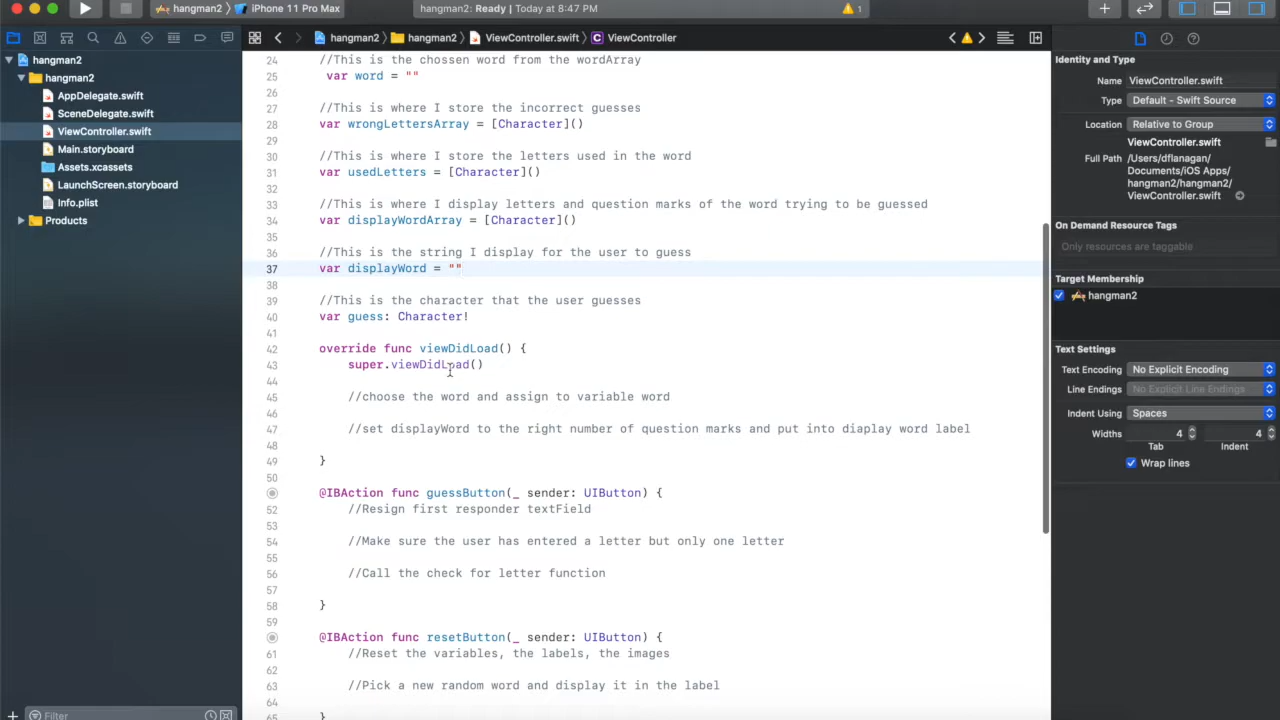 hangman2
iPhone 11 Pro Max
hangman2: Ready | Today at 8:47 PM
1
hangman2
hangman2
ViewController.swift
C ViewController
hangman2
hangman2
AppDelegate.swift
SceneDelegate.swift
ViewController.swift
Main.storyboard
Assets.xcassets
LaunchScreen.storyboard
Info.plist
Products
Filter
24 //This is the chossen word from the wordArray
25 var word = ""
26
27 //This is where I store the incorrect guesses
28 var wrongLettersArray = [Character]()
29
30 //This is where I store the letters used in the word
31 var usedLetters = [Character]()
32
33 //This is where I display letters and question marks of the word trying to be guessed
34 var displayWordArray = [Character]()
35
36 //This is the string I display for the user to guess
37 var displayWord = ""
38
39 //This is the character that the user guesses
40 var guess: Character!
41
42 override func viewDidLoad() {
43 super.viewDidLoad()
44
45 //choose the word and assign to variable word
46
47 //set displayWord to the right number of question marks and put into diaplay word label
48
49 }
50
@IBAction func guessButton(_ sender: UIButton) {
52 //Resign first responder textField
53
54 //Make sure the user has entered a letter but only one letter
55
56 //Call the check for letter function
57
58 }
59
@IBAction func resetButton(_ sender: UIButton) {
61 //Reset the variables, the labels, the images
62
63 //Pick a new random word and display it in the label
64
65 }
Identity and Type
Name ViewController.swift
Type Default - Swift Source
Location Relative to Group
ViewController.swift
Full Path /Users/dflanagan/
Documents/iOS Apps/
hangman2/hangman2/
ViewController.swift
On Demand Resource Tags
Only resources are taggable
Target Membership
hangman2
Text Settings
Text Encoding No Explicit Encoding
Line Endings No Explicit Line Endings
Indent Using Spaces
Widths 4 4
Tab Indent
Wrap lines